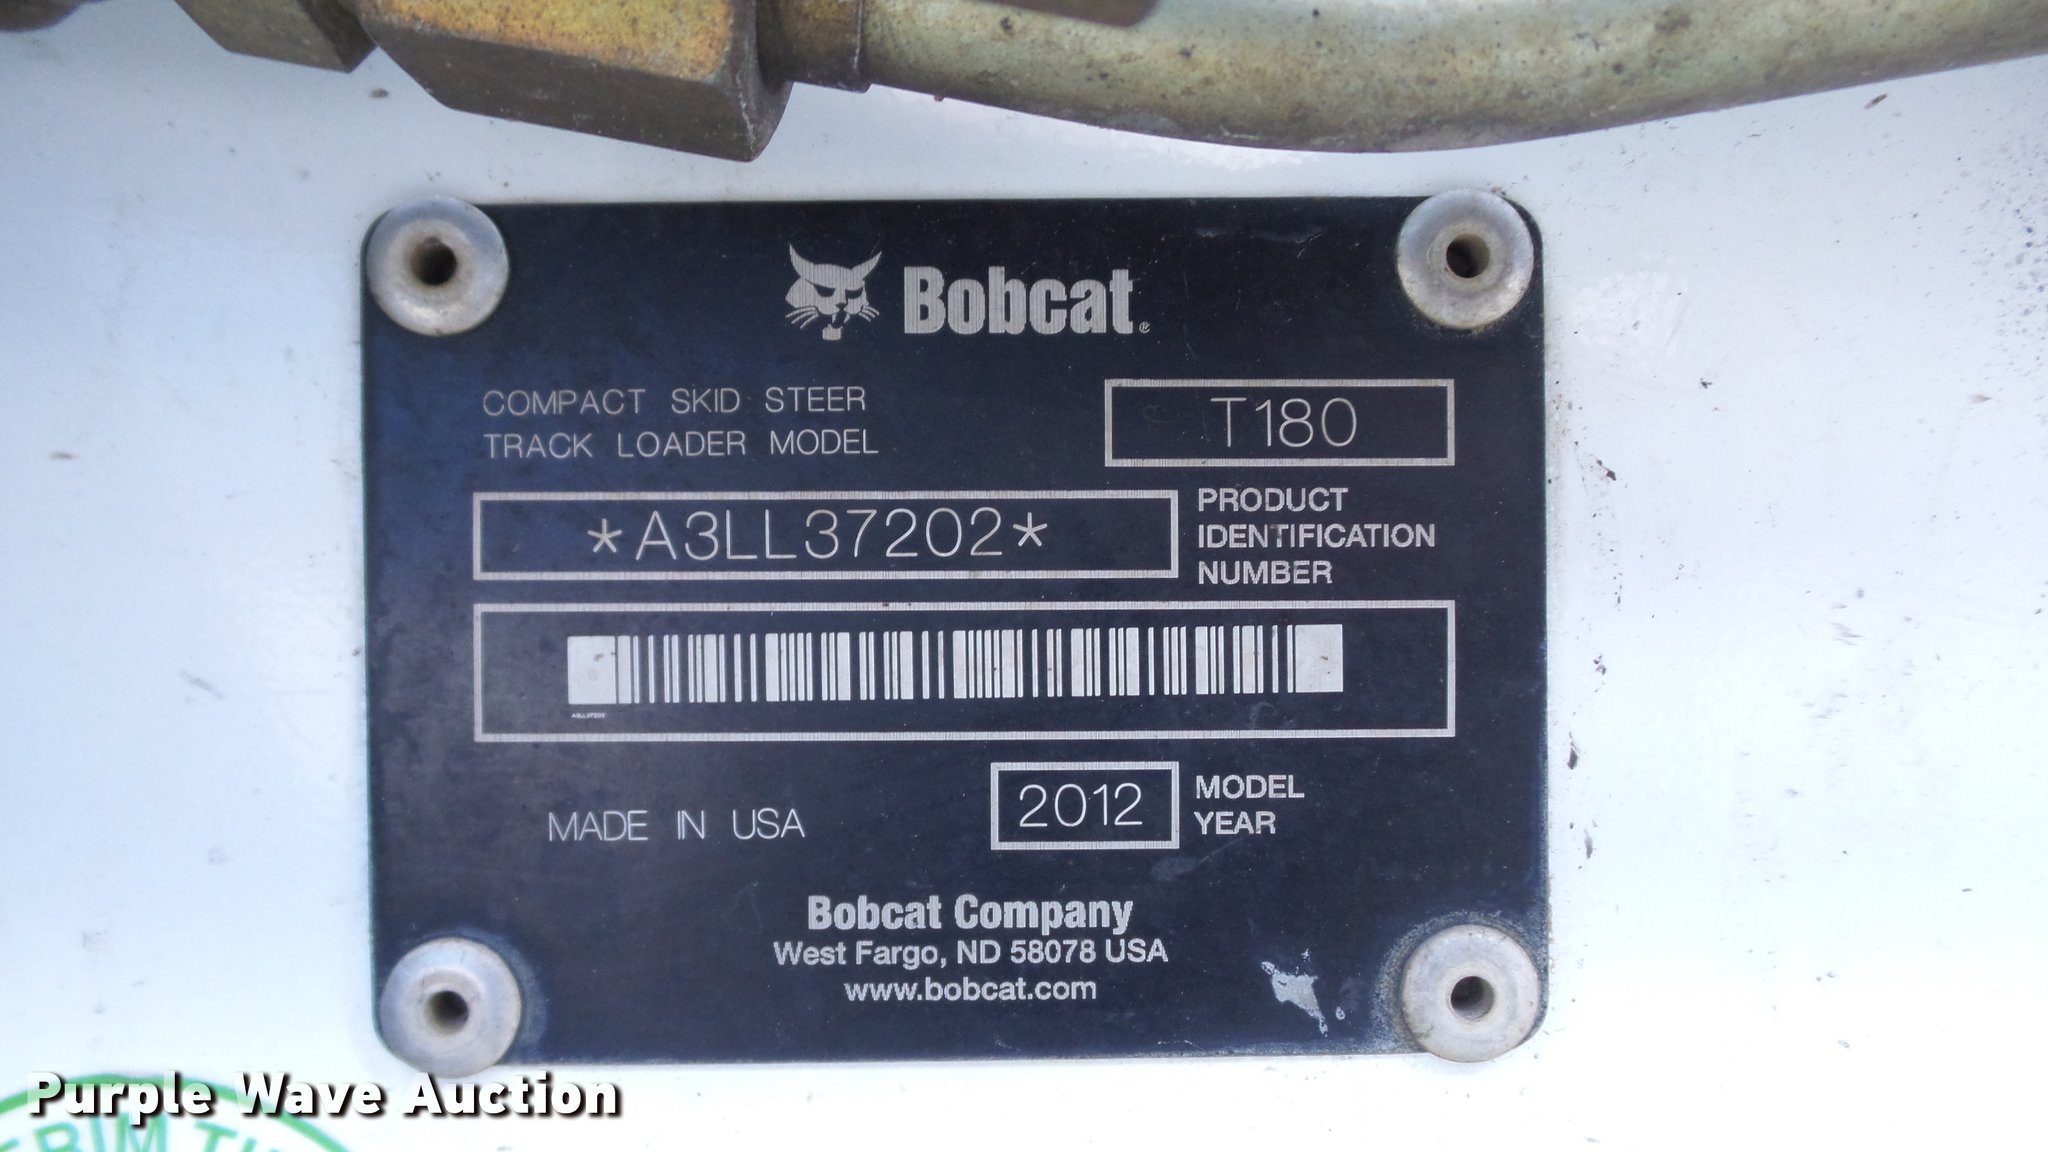 Bobcat®
COMPACT SKID STEER
TRACK LOADER MODEL
T180
*A3LL37202*
PRODUCT
IDENTIFICATION
NUMBER
A3LL37202
MADE IN USA
2012
MODEL
YEAR
Bobcat Company
West Fargo, ND 58078 USA
www.bobcat.com
Purple Wave Auction